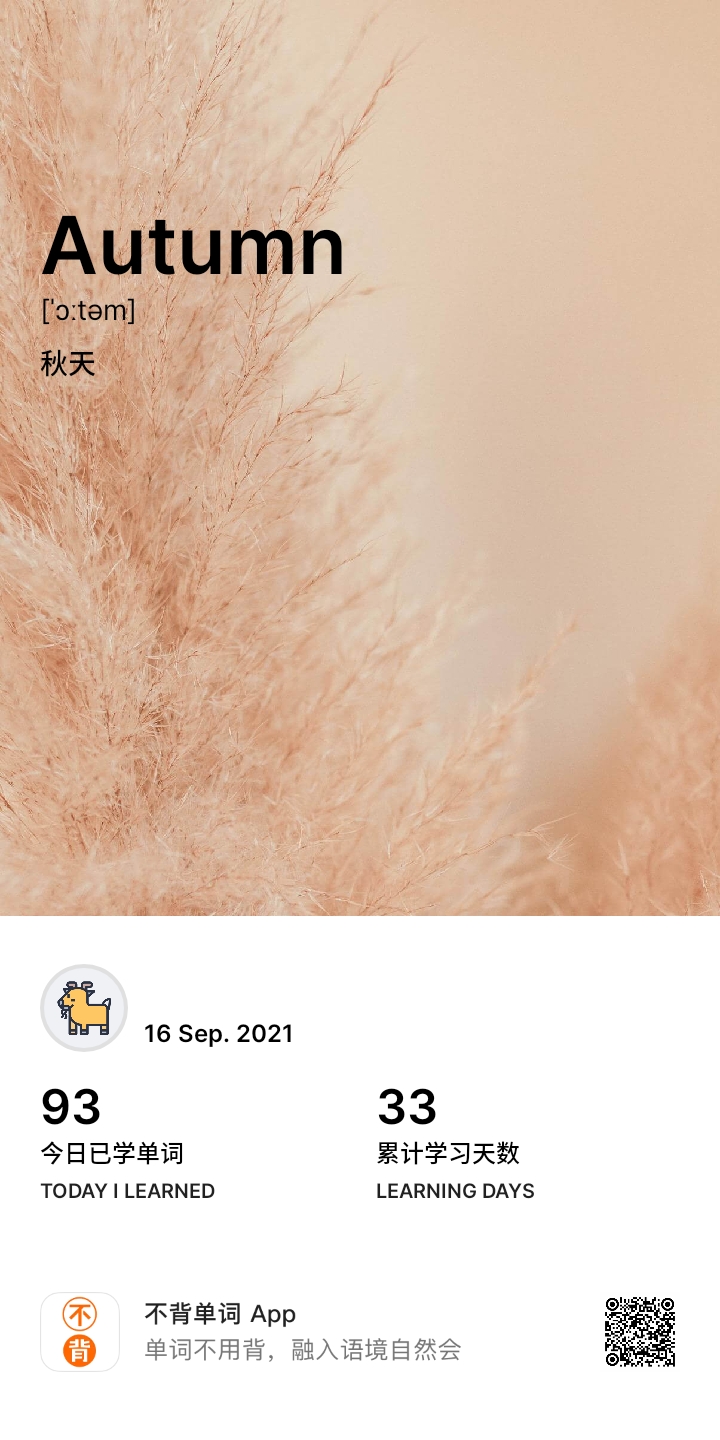 Autumn
['ɔːtəm]
秋天
16 Sep. 2021
93
33
今日已学单词
累计学习天数
TODAY I LEARNED
LEARNING DAYS
不
背
不背单词 App
单词不用背，融入语境自然会